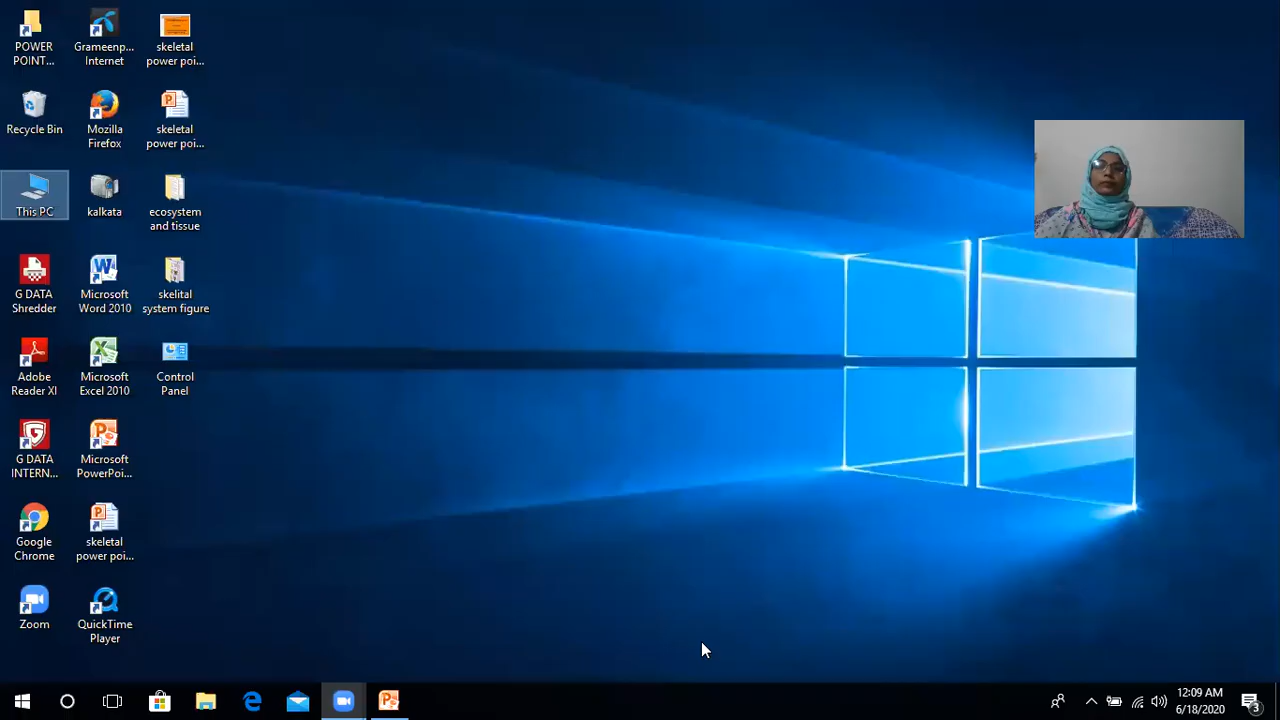 POWER
POINT...
Grameenp...
Internet
skeletal
power poi...
Recycle Bin
Mozilla
Firefox
skeletal
power poi...
This PC
kalkata
ecosystem
and tissue
G DATA
Shredder
Microsoft
Word 2010
skelital
system figure
Adobe
Reader XI
Microsoft
Excel 2010
Control
Panel
G DATA
INTERN...
Microsoft
PowerPoi...
Google
Chrome
skeletal
power poi...
Zoom
QuickTime
Player
12:09 AM
6/18/2020
3